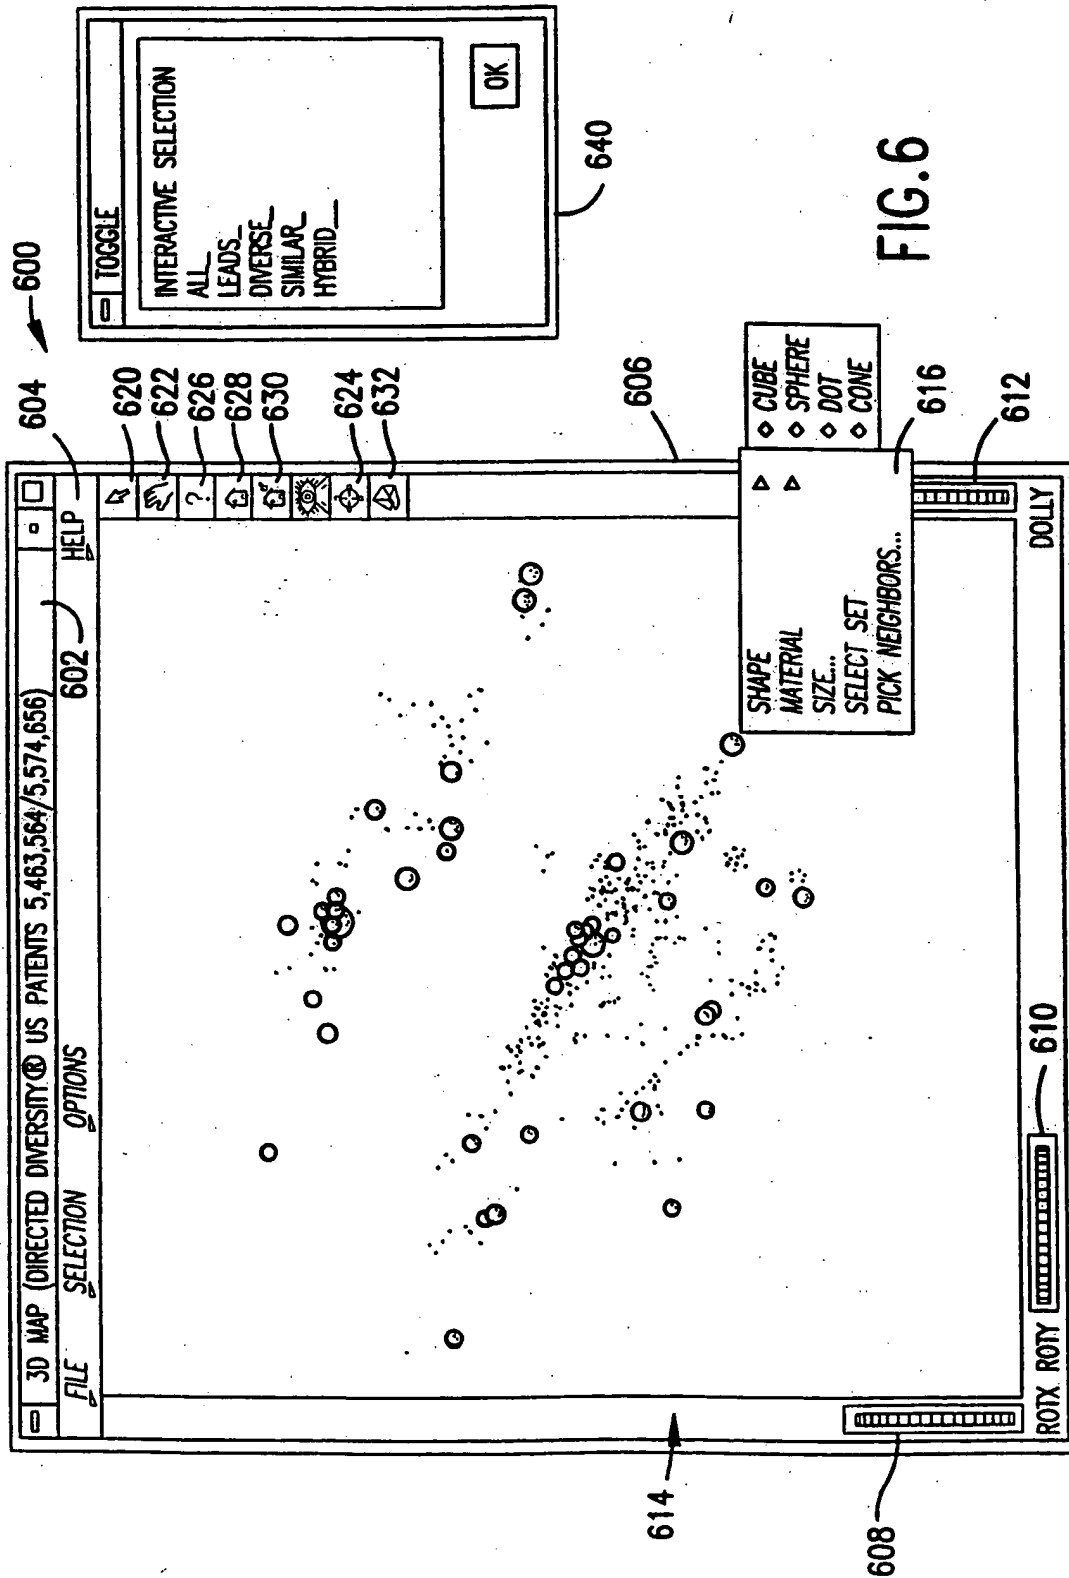 600
604
602
3D MAP (DIRECTED DIVERSITY® US PATENTS 5,463,564/5,574,656)
FILE SELECTION OPTIONS HELP
620
622
?
626
628
630
624
632
606
TOGGLE
INTERACTIVE SELECTION
ALL_
LEADS_
DIVERSE_
SIMILAR_
HYBRID_
OK
640
SHAPE
MATERIAL
SIZE...
SELECT SET
PICK NEIGHBORS...
CUBE
SPHERE
DOT
CONE
616
612
614
608
ROTX ROTY
610
DOLLY
FIG.6